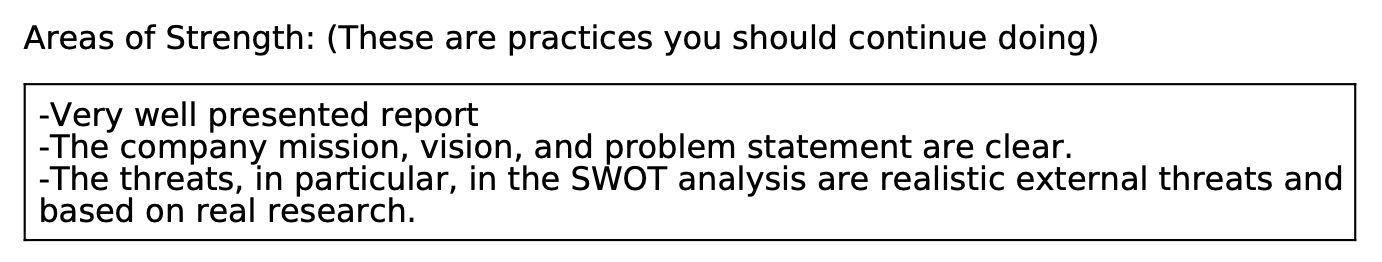 Areas of Strength: (These are practices you should continue doing)
-Very well presented report
-The company mission, vision, and problem statement are clear.
-The threats, in particular, in the SWOT analysis are realistic external threats and
based on real research.